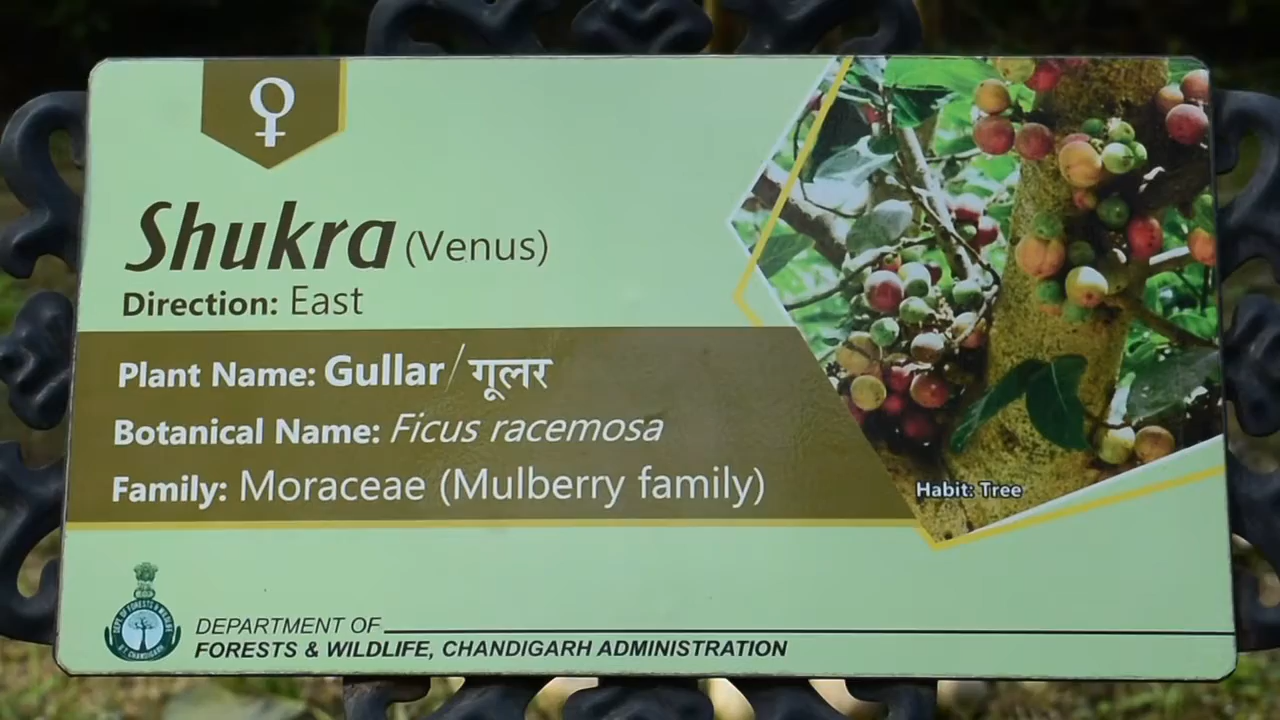 ♀
Shukra (Venus)
Direction: East
Plant Name: Gullar / गूलर
Botanical Name: Ficus racemosa
Family: Moraceae (Mulberry family)
Habit: Tree
DEPARTMENT OF
FORESTS & WILDLIFE, CHANDIGARH ADMINISTRATION